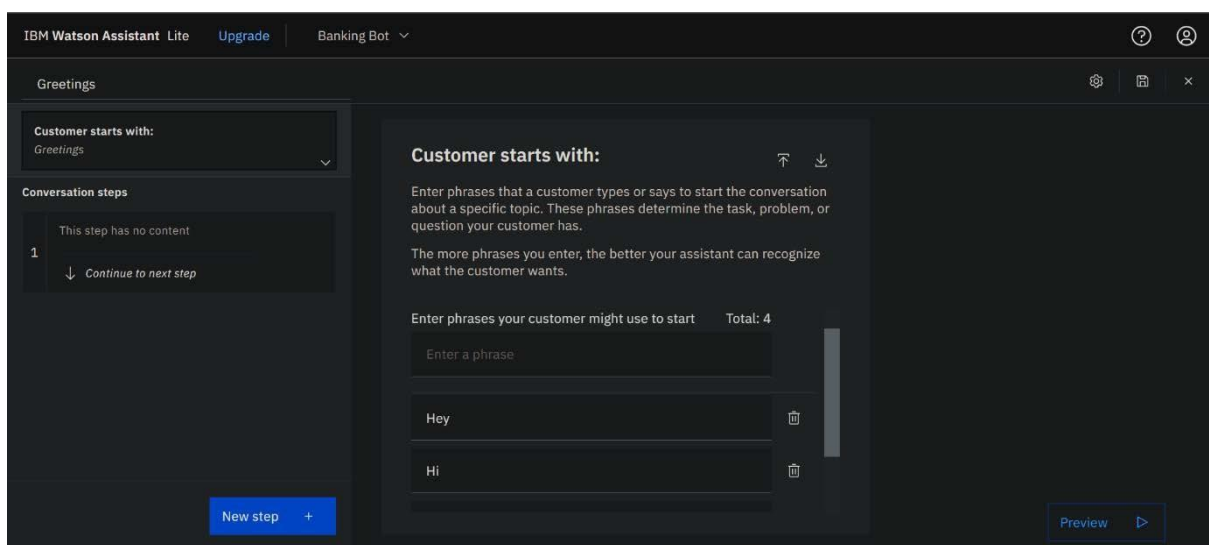 IBM Watson Assistant Lite Upgrade Banking Bot
Greetings
Customer starts with:
Greetings
Conversation steps
1
This step has no content
Continue to next step
New step +
Customer starts with:
Enter phrases that a customer types or says to start the conversation
about a specific topic. These phrases determine the task, problem, or
question your customer has.
The more phrases you enter, the better your assistant can recognize
what the customer wants.
Enter phrases your customer might use to start Total: 4
Enter a phrase
Hey
Hi
Preview